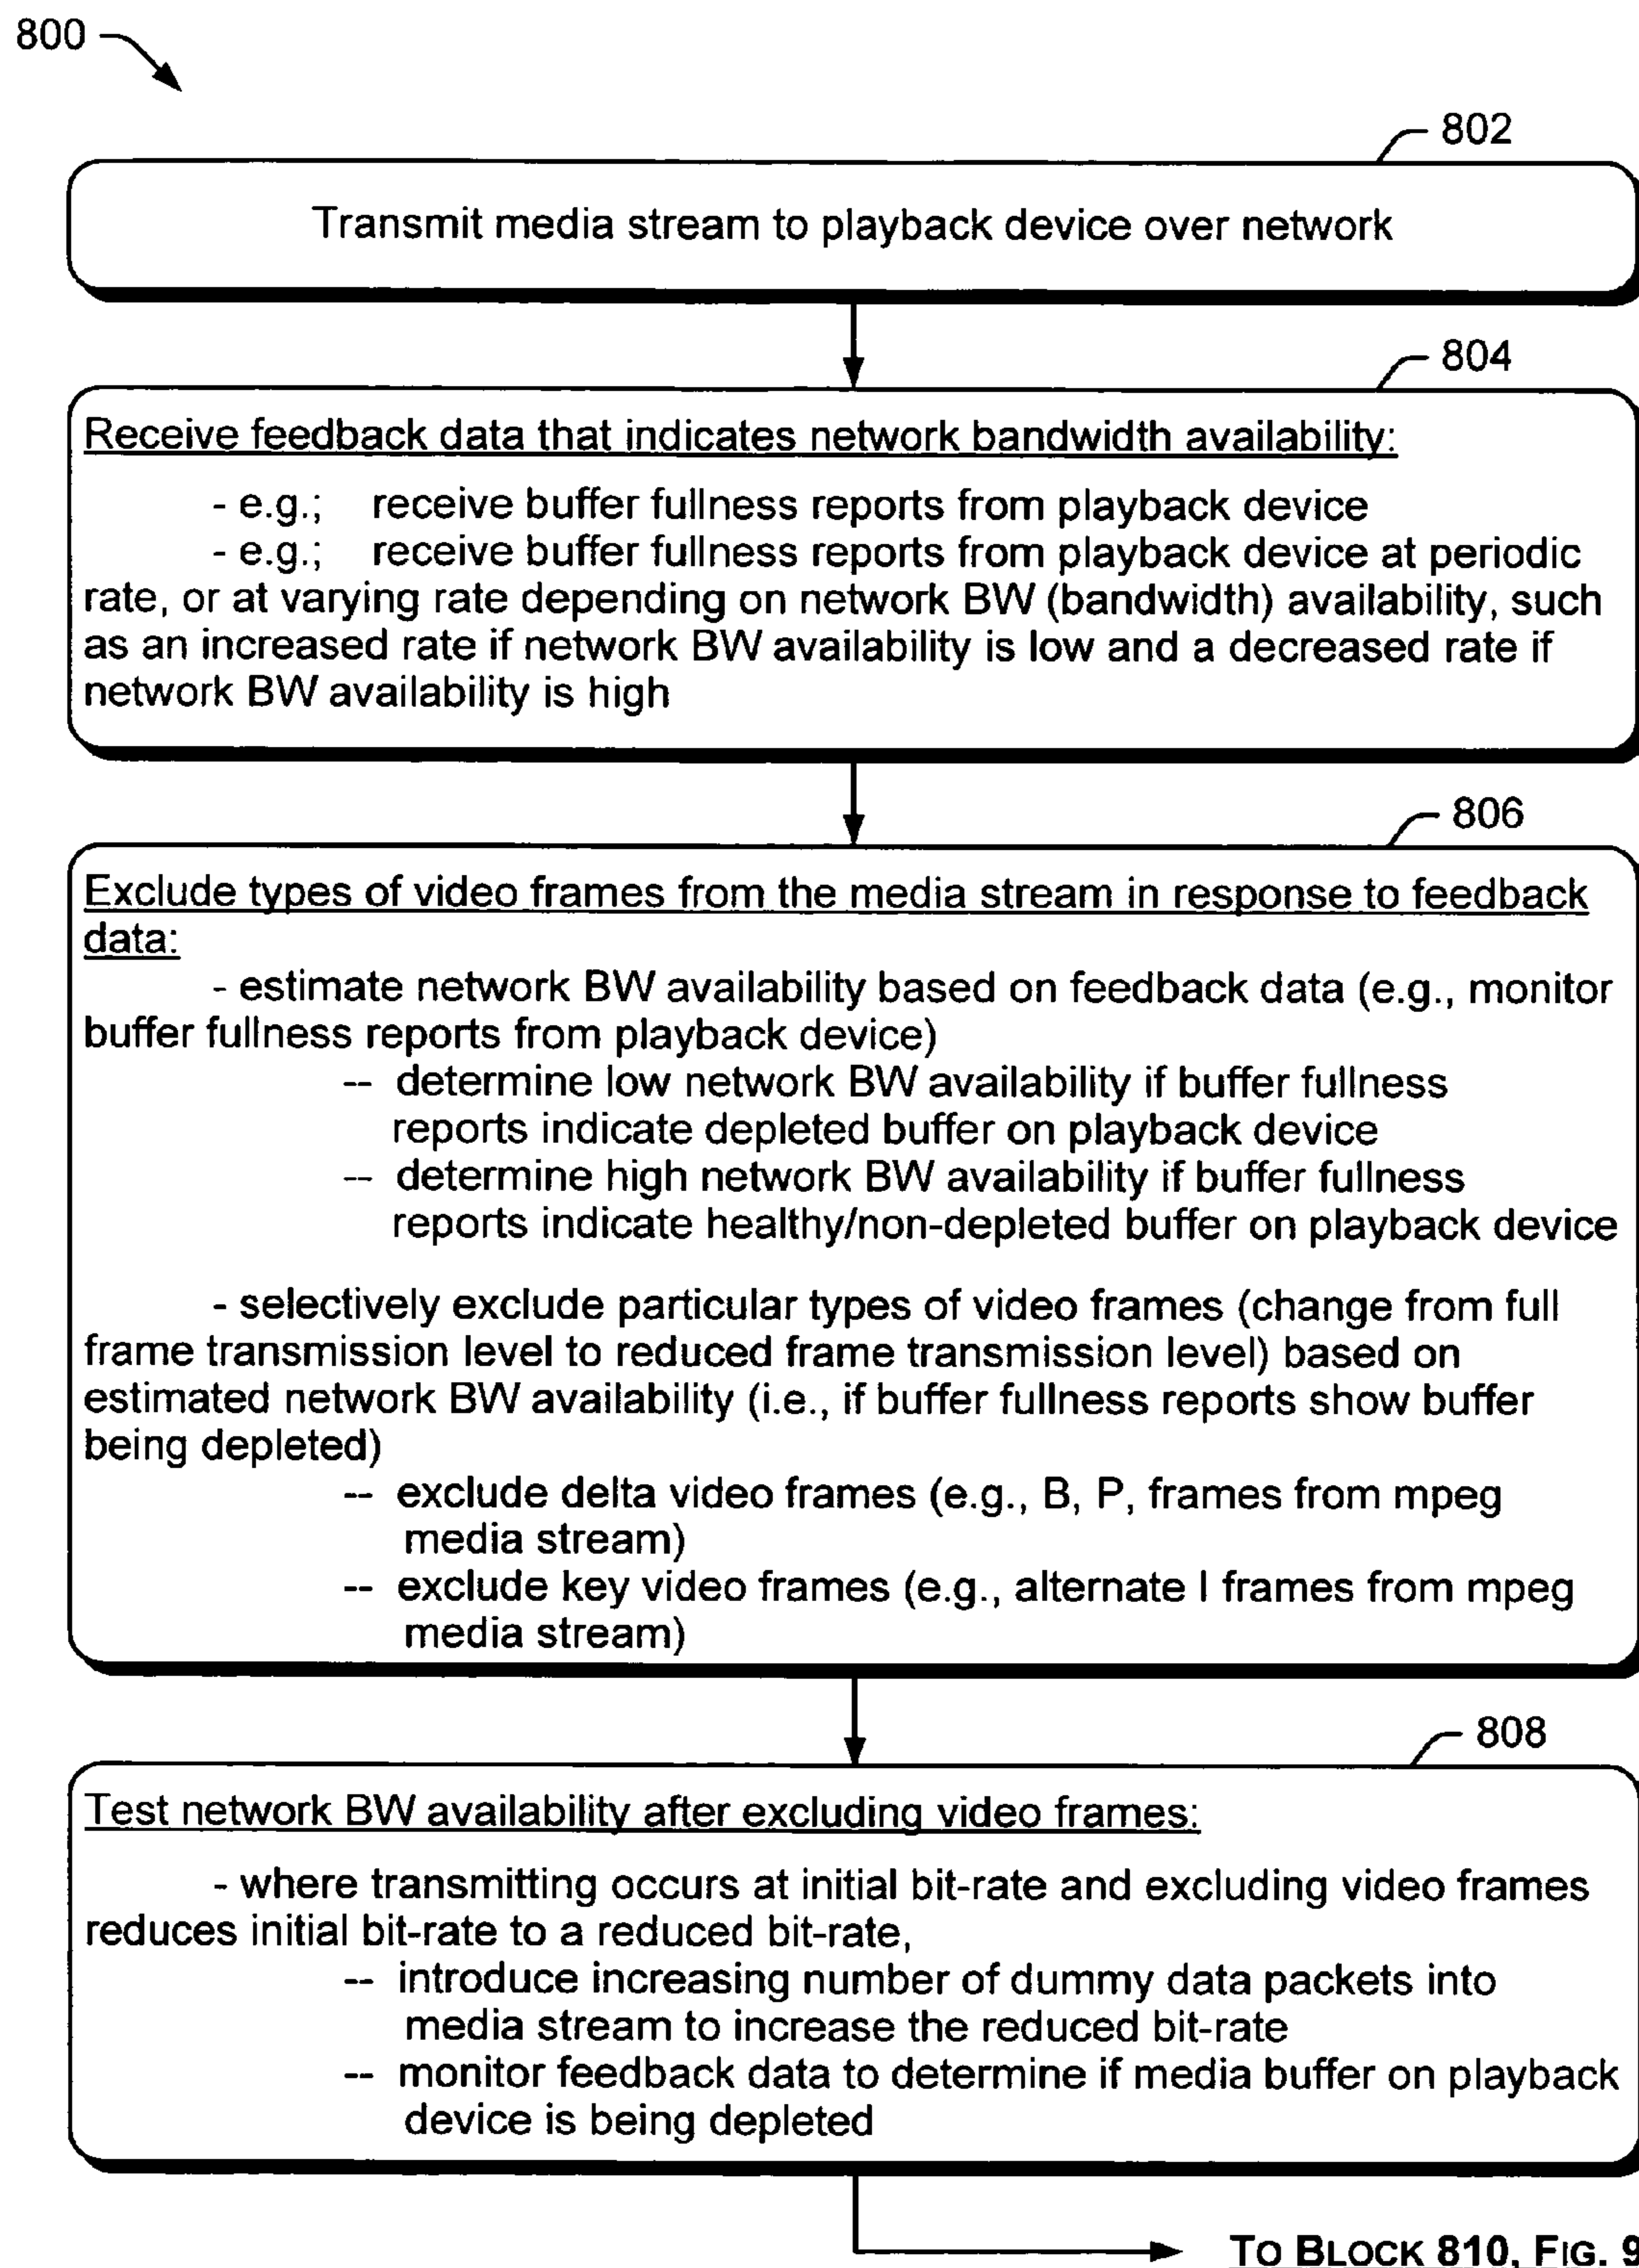 800
802
Transmit media stream to playback device over network
804
Receive feedback data that indicates network bandwidth availability:
- e.g.; receive buffer fullness reports from playback device
- e.g.; receive buffer fullness reports from playback device at periodic
rate, or at varying rate depending on network BW (bandwidth) availability, such
as an increased rate if network BW availability is low and a decreased rate if
network BW availability is high
806
Exclude types of video frames from the media stream in response to feedback
data:
- estimate network BW availability based on feedback data (e.g., monitor
buffer fullness reports from playback device)
-- determine low network BW availability if buffer fullness
reports indicate depleted buffer on playback device
-- determine high network BW availability if buffer fullness
reports indicate healthy/non-depleted buffer on playback device
- selectively exclude particular types of video frames (change from full
frame transmission level to reduced frame transmission level) based on
estimated network BW availability (i.e., if buffer fullness reports show buffer
being depleted)
-- exclude delta video frames (e.g., B, P, frames from mpeg
media stream)
-- exclude key video frames (e.g., alternate I frames from mpeg
media stream)
808
Test network BW availability after excluding video frames:
- where transmitting occurs at initial bit-rate and excluding video frames
reduces initial bit-rate to a reduced bit-rate,
-- introduce increasing number of dummy data packets into
media stream to increase the reduced bit-rate
-- monitor feedback data to determine if media buffer on playback
device is being depleted
TO BLOCK 810, FIG. 9